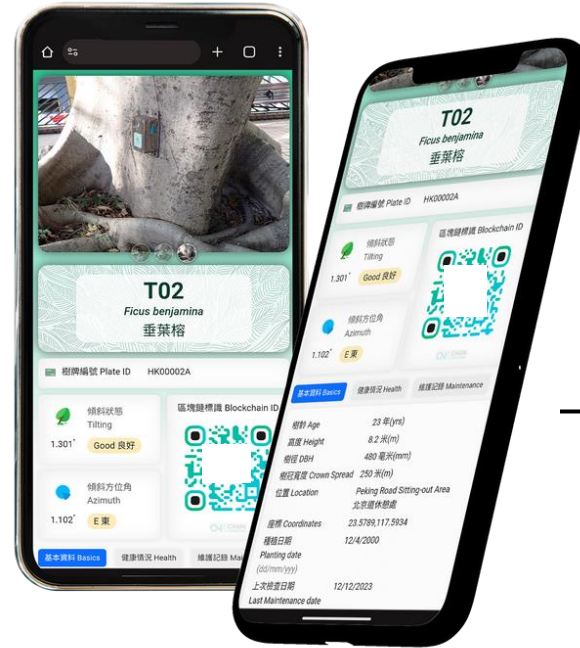 T02
Ficus benjamina
垂葉榕
樹牌編號 Plate ID HK00002A
傾斜狀態
Tilting
1.301°
Good 良好
區塊鏈標識 Blockchain ID
傾斜方位角
Azimuth
1.102°
E 東
基本資料 Basics 健康情況 Health 維護記錄 Mai
T02
Ficus benjamina
垂葉榕
樹牌編號 Plate ID HK00002A
傾斜狀態
Tilting
1.301°
Good 良好
區塊鏈標識 Blockchain ID
傾斜方位角
Azimuth
1.102°
E 東
基本資料 Basics 健康情況 Health 維護記錄 Maintenance
樹齡 Age 23 年(yrs)
高度 Height 8.2 米(m)
樹徑 DBH 480 毫米(mm)
樹冠寬度 Crown Spread 250 米(m)
位置 Location Peking Road Sitting-out Area
北京道休憩處
座標 Coordinates 23.5789,117.5934
種植日期 12/4/2000
Planting date
(dd/mm/yyy)
上次檢查日期 12/12/2023
Last Maintenance date